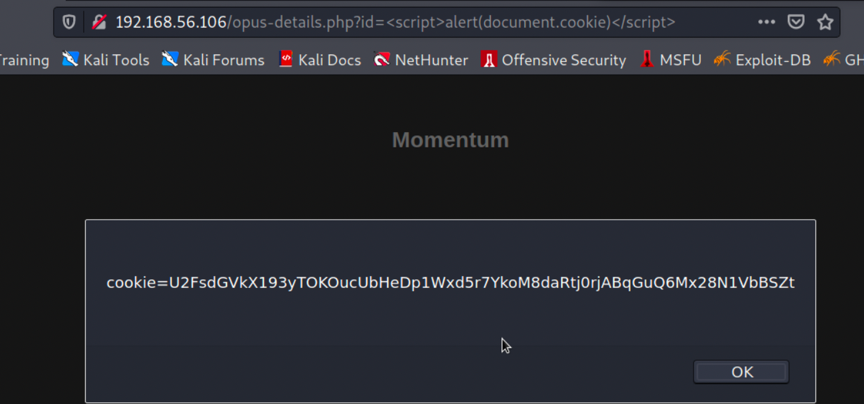 192.168.56.106/opus-details.php?id=<script>alert(document.cookie)</script>
raining Kali Tools Kali Forums Kali Docs NetHunter Offensive Security MSFU Exploit-DB GH
Momentum
cookie=U2FsdGVkX193yTOKOucUbHeDp1Wxd5r7YkoM8daRtj0rjABqGuQ6Mx28N1VbBSZt
OK